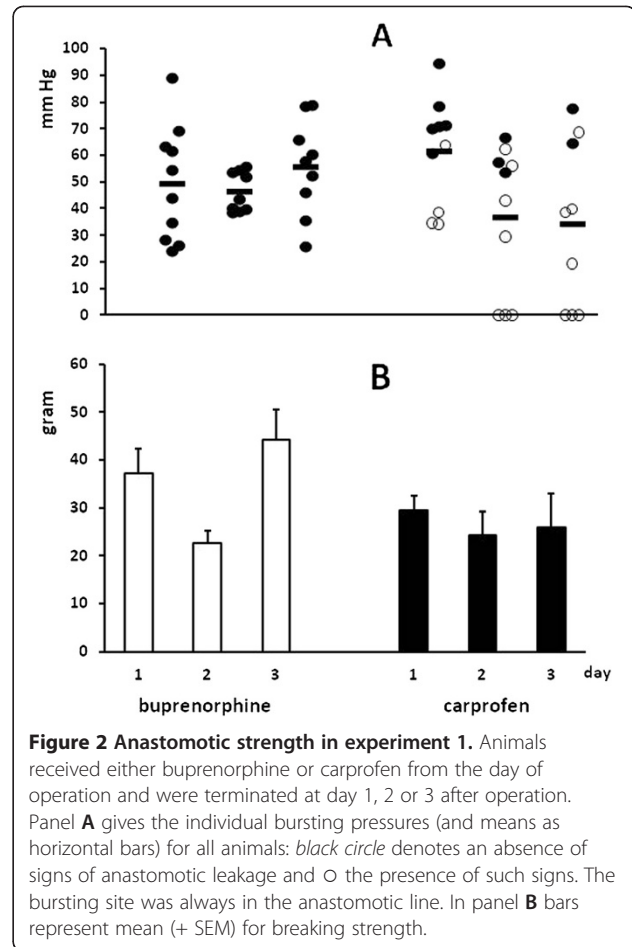 A
mm Hg
100
90
80
70
60
50
40
30
20
10
0
B
gram
60
50
40
30
20
10
0
1 2 3 1 2 3 day
buprenorphine carprofen
Figure 2 Anastomotic strength in experiment 1. Animals
received either buprenorphine or carprofen from the day of
operation and were terminated at day 1, 2 or 3 after operation.
Panel A gives the individual bursting pressures (and means as
horizontal bars) for all animals: black circle denotes an absence of
signs of anastomotic leakage and O the presence of such signs. The
bursting site was always in the anastomotic line. In panel B bars
represent mean (+ SEM) for breaking strength.